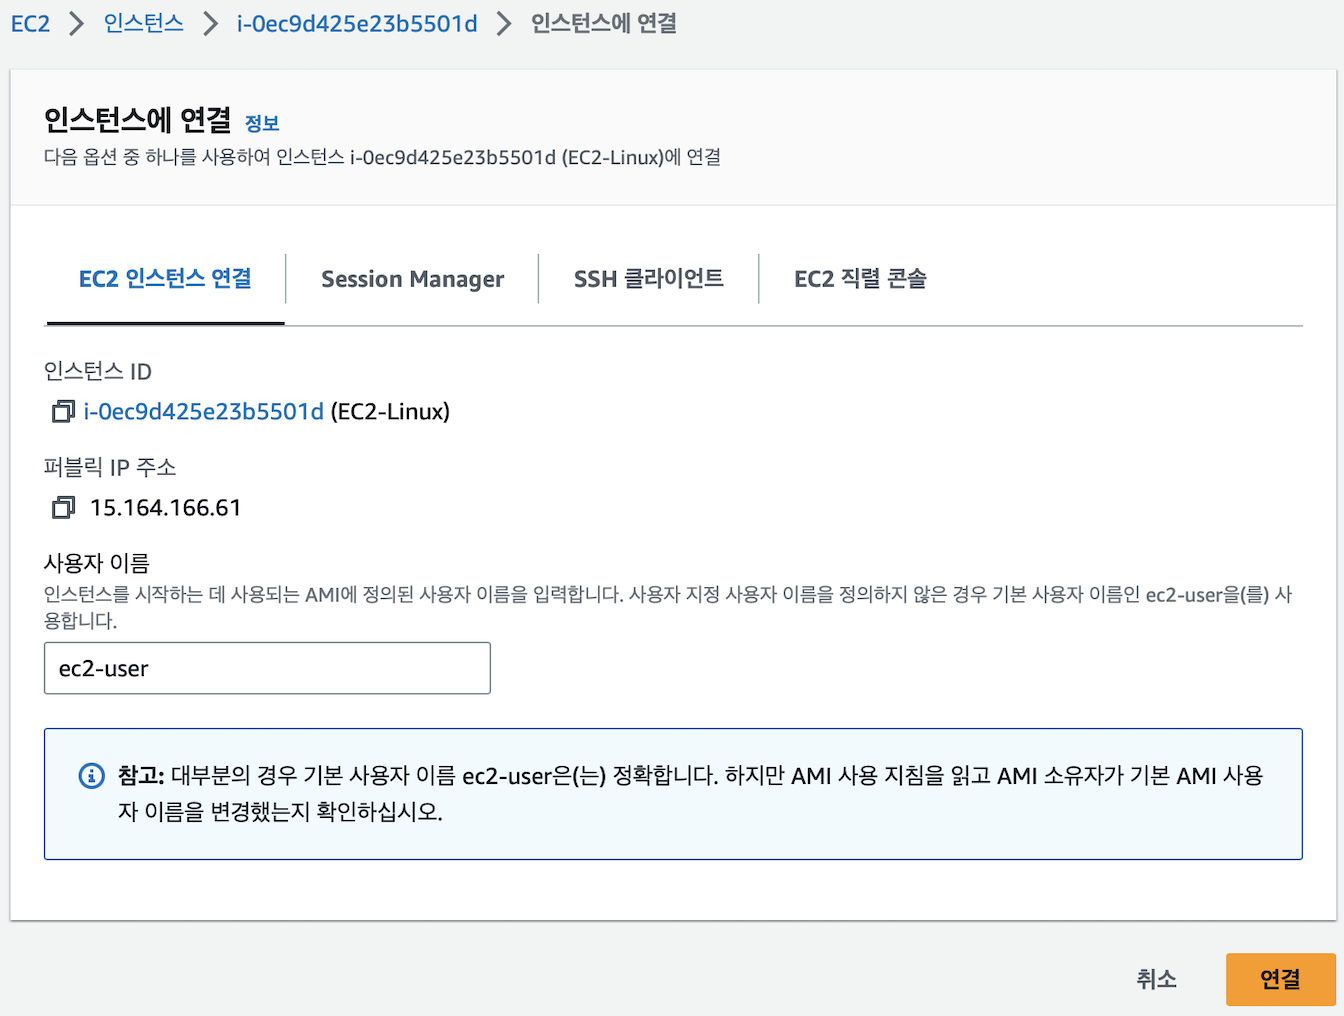 EC2 > 인스턴스 > i-0ec9d425e23b5501d > 인스턴스에 연결
인스턴스에 연결 정보
다음 옵션 중 하나를 사용하여 인스턴스 i-0ec9d425e23b5501d (EC2-Linux)에 연결
EC2 인스턴스 연결 Session Manager SSH 클라이언트 EC2 직렬 콘솔
인스턴스 ID
i-0ec9d425e23b5501d (EC2-Linux)
퍼블릭 IP 주소
15.164.166.61
사용자 이름
인스턴스를 시작하는 데 사용되는 AMI에 정의된 사용자 이름을 입력합니다. 사용자 지정 사용자 이름을 정의하지 않은 경우 기본 사용자 이름인 ec2-user을(를) 사
용합니다.
ec2-user
참고: 대부분의 경우 기본 사용자 이름 ec2-user은(는) 정확합니다. 하지만 AMI 사용 지침을 읽고 AMI 소유자가 기본 AMI 사용
자 이름을 변경했는지 확인하십시오.
취소 연결